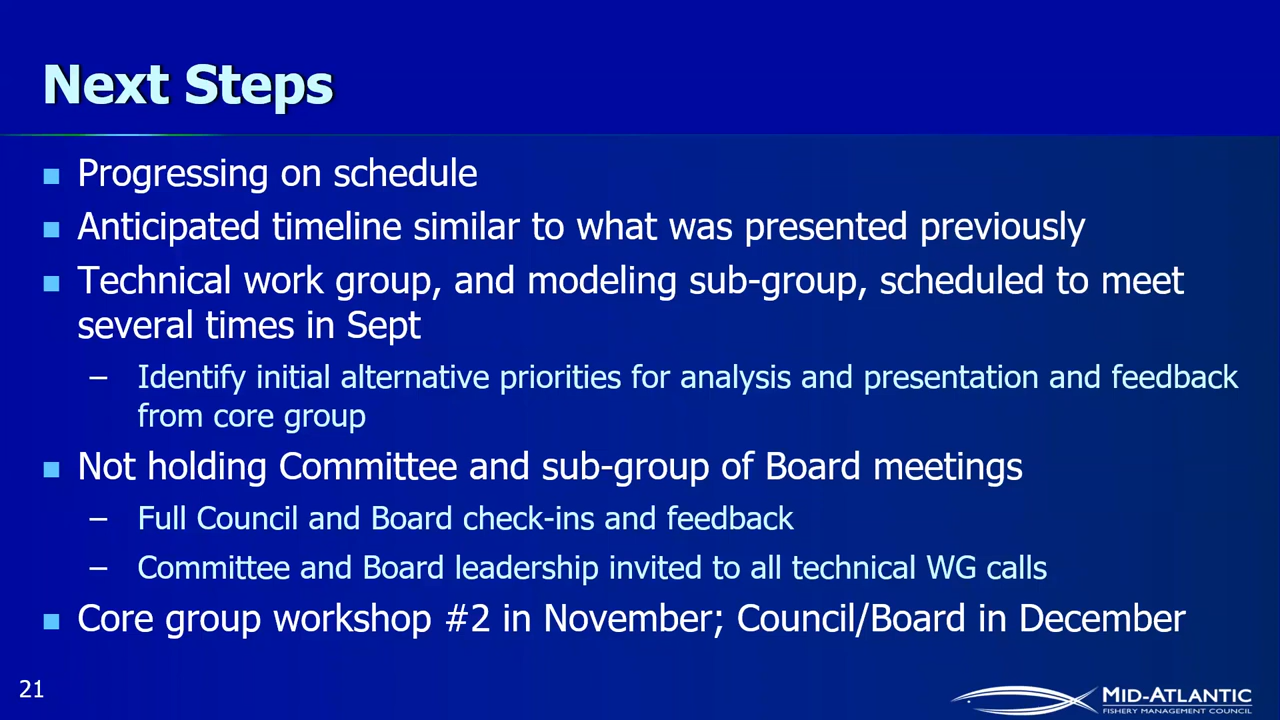 Next Steps
Progressing on schedule
Anticipated timeline similar to what was presented previously
Technical work group, and modeling sub-group, scheduled to meet
several times in Sept
– Identify initial alternative priorities for analysis and presentation and feedback
from core group
Not holding Committee and sub-group of Board meetings
– Full Council and Board check-ins and feedback
– Committee and Board leadership invited to all technical WG calls
Core group workshop #2 in November; Council/Board in December
21
MID-ATLANTIC
FISHERY MANAGEMENT COUNCIL